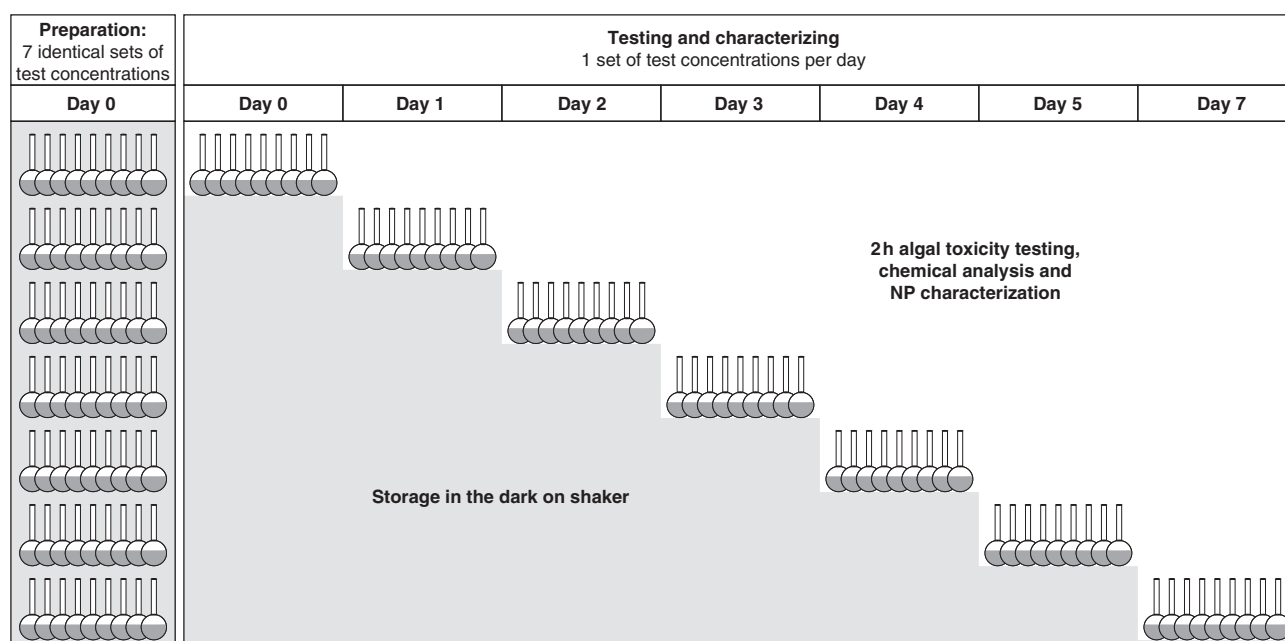 Preparation:
7 identical sets of
test concentrations
Testing and characterizing
1 set of test concentrations per day
Day 0
Day 0
Day 1
Day 2
Day 3
Day 4
Day 5
Day 7
2 h algal toxicity testing,
chemical analysis and
NP characterization
Storage in the dark on shaker